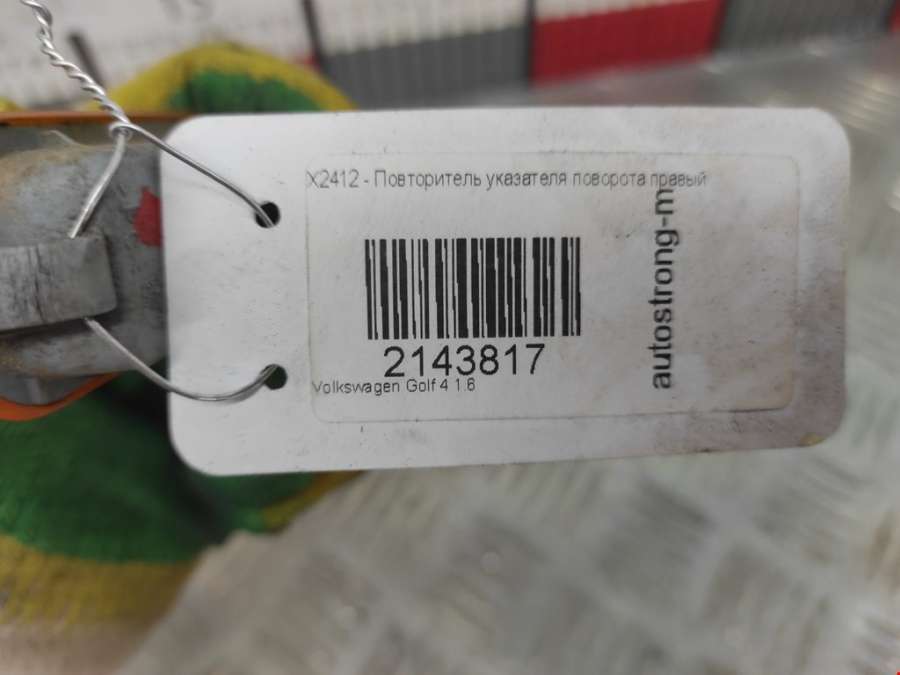 X2412 - Повторитель указателя поворота правый
2143817
Volkswagen Golf 4 1.6
autostrong-m